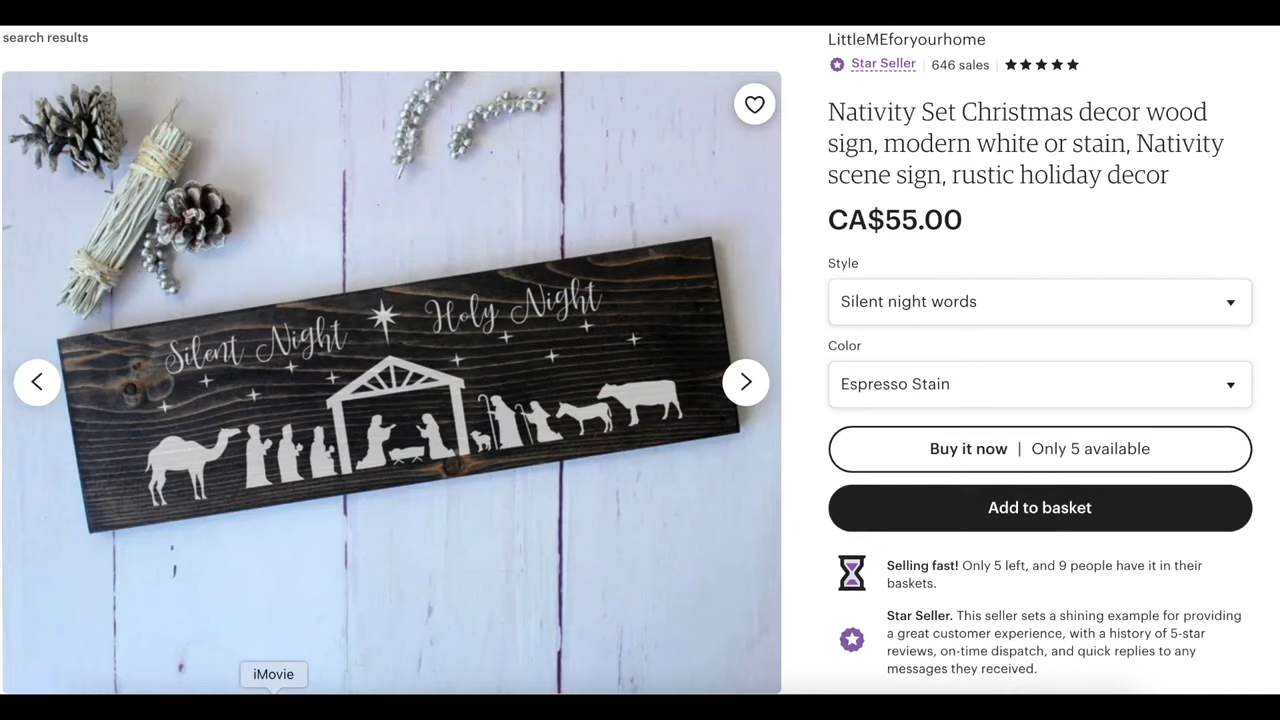 search results
LittleMEforyourhome
Star Seller
646 sales
Nativity Set Christmas decor wood
sign, modern white or stain, Nativity
scene sign, rustic holiday decor
CA$55.00
Style
Silent night words
Color
Espresso Stain
Buy it now | Only 5 available
Add to basket
Selling fast! Only 5 left, and 9 people have it in their
baskets.
Star Seller. This seller sets a shining example for providing
a great customer experience, with a history of 5-star
reviews, on-time dispatch, and quick replies to any
messages they received.
Silent Night Holy Night
iMovie